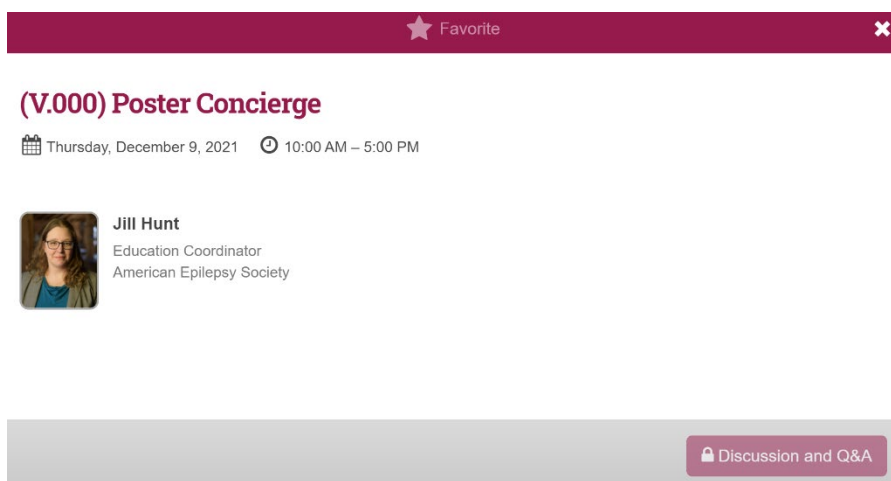 Favorite
(V.000) Poster Concierge
Thursday, December 9, 2021 10:00 AM – 5:00 PM
Jill Hunt
Education Coordinator
American Epilepsy Society
Discussion and Q&A